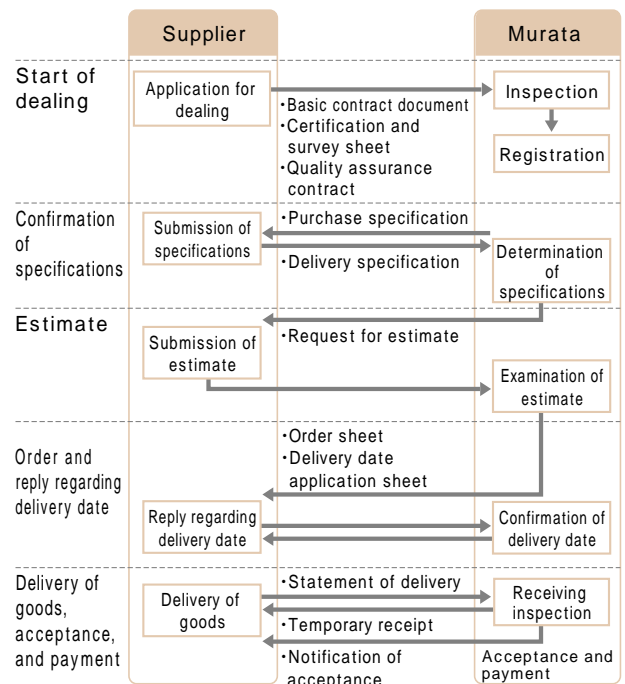 Supplier
Murata
Start of
dealing
Application for
dealing
・Basic contract document
・Certification and
survey sheet
・Quality assurance
contract
Inspection
Registration
Confirmation
of
specifications
Submission of
specifications
・Purchase specification
・Delivery specification
Determination
of
specifications
Estimate
Submission of
estimate
・Request for estimate
Examination of
estimate
Order and
reply regarding
delivery date
・Order sheet
・Delivery date
application sheet
Reply regarding
delivery date
Confirmation of
delivery date
Delivery of
goods,
acceptance,
and payment
Delivery of
goods
・Statement of delivery
・Temporary receipt
・Notification of
acceptance
Receiving
inspection
Acceptance and
payment